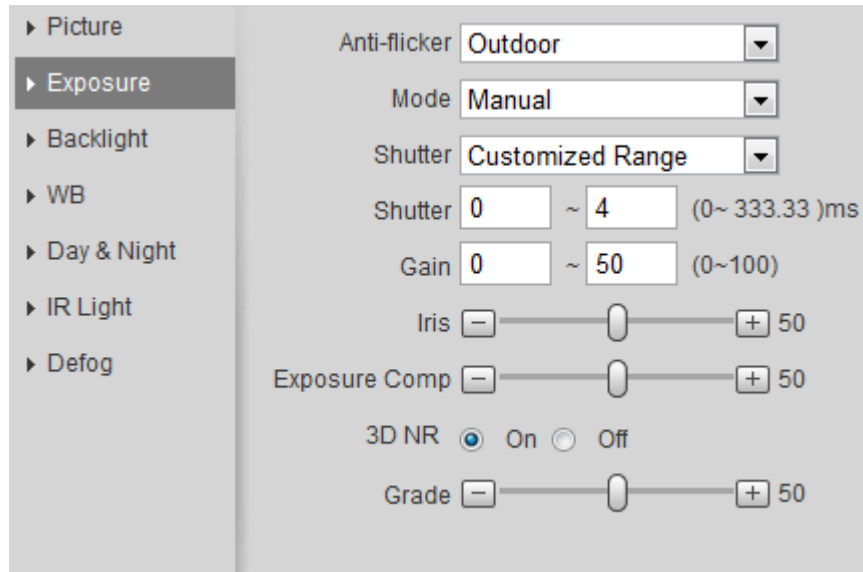 Picture
Exposure
Backlight
WB
Day & Night
IR Light
Defog
Anti-flicker Outdoor
Mode Manual
Shutter Customized Range
Shutter 0 ~ 4 (0~ 333.33 )ms
Gain 0 ~ 50 (0~100)
Iris 50
Exposure Comp 50
3D NR On Off
Grade 50